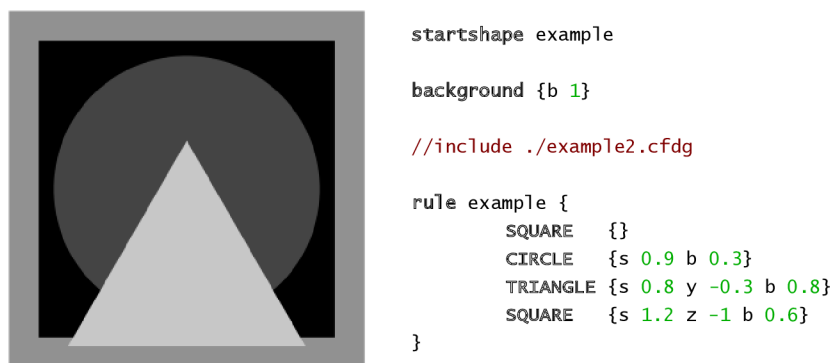 startshape example
background {b 1}
//include ./example2.cfdg
rule example {
SQUARE {}
CIRCLE {s 0.9 b 0.3}
TRIANGLE {s 0.8 y -0.3 b 0.8}
SQUARE {s 1.2 z -1 b 0.6}
}